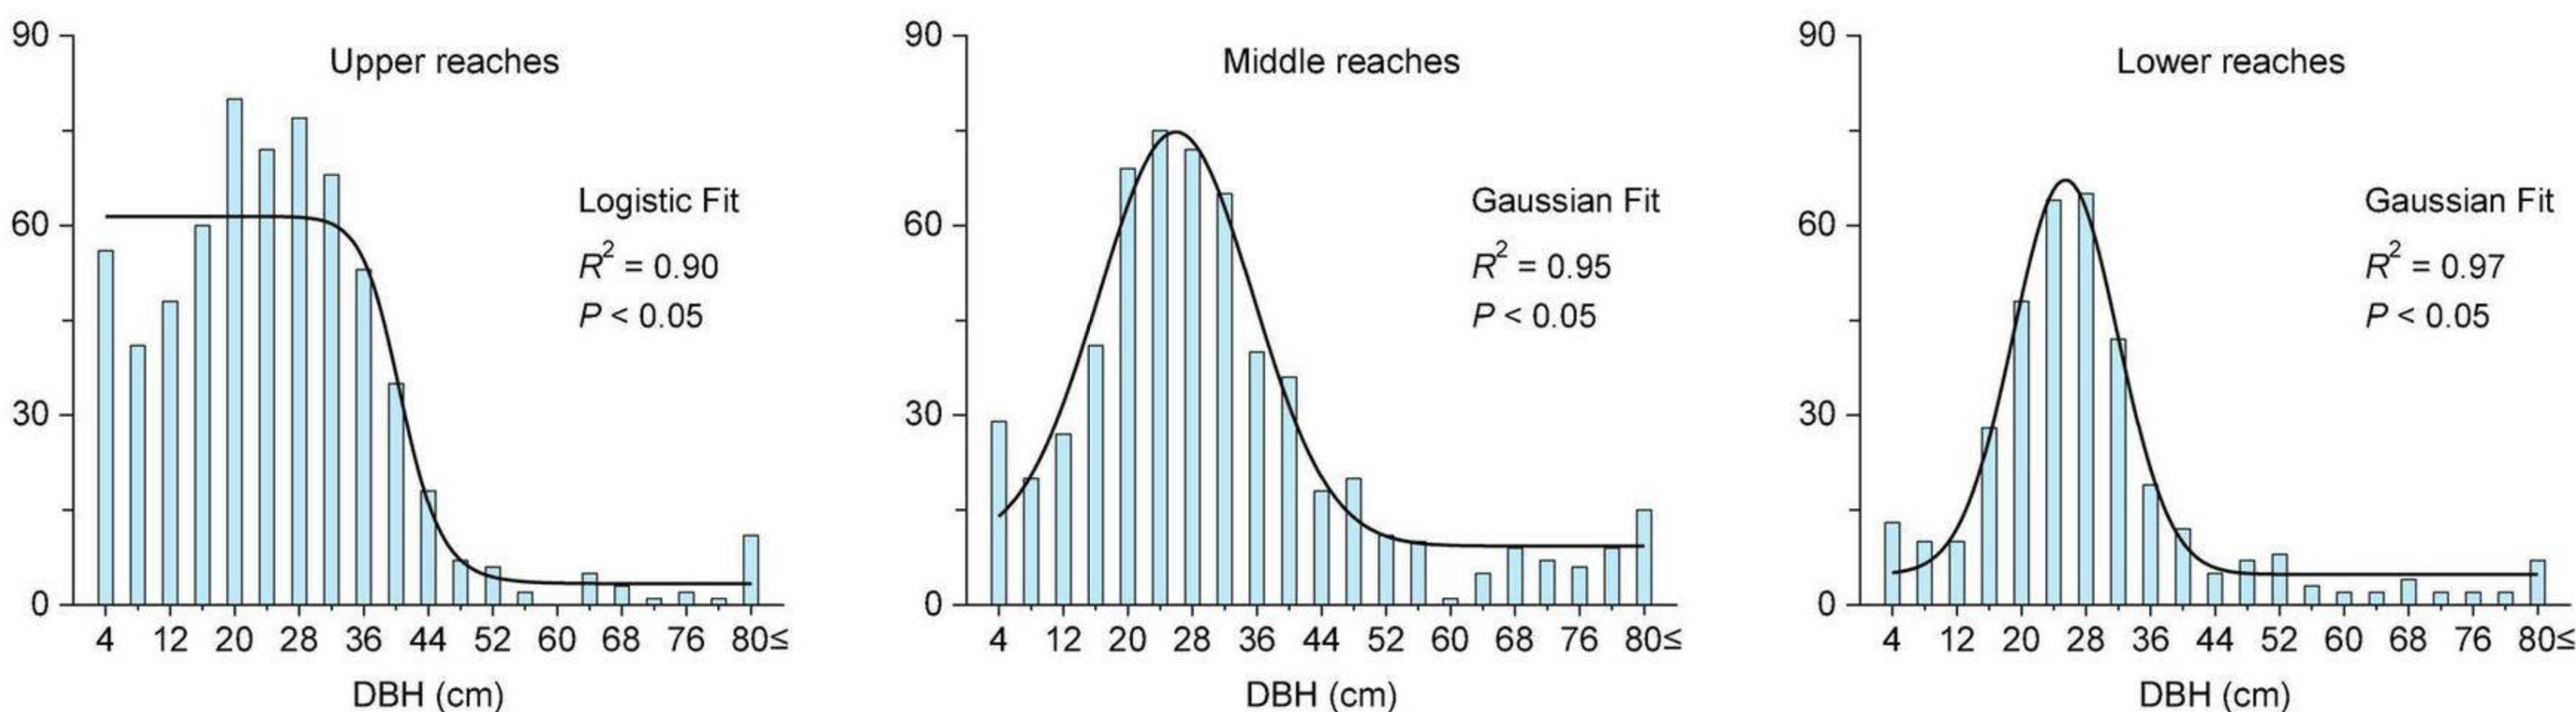 Upper reaches
90
60
30
0
Logistic Fit
R² = 0.90
P < 0.05
4 12 20 28 36 44 52 60 68 76 80≤
DBH (cm)
Middle reaches
90
60
30
0
Gaussian Fit
R² = 0.95
P < 0.05
4 12 20 28 36 44 52 60 68 76 80≤
DBH (cm)
Lower reaches
90
60
30
0
Gaussian Fit
R² = 0.97
P < 0.05
4 12 20 28 36 44 52 60 68 76 80≤
DBH (cm)